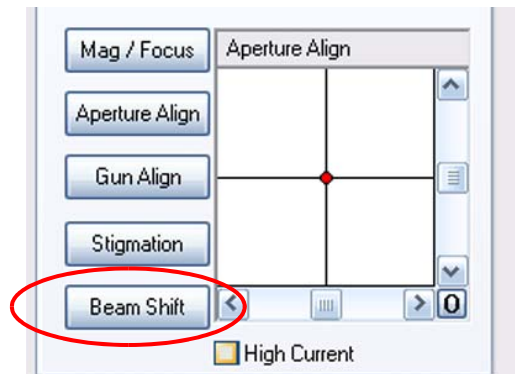 Mag / Focus
Aperture Align
Aperture Align
Gun Align
Stigmation
Beam Shift
0
High Current